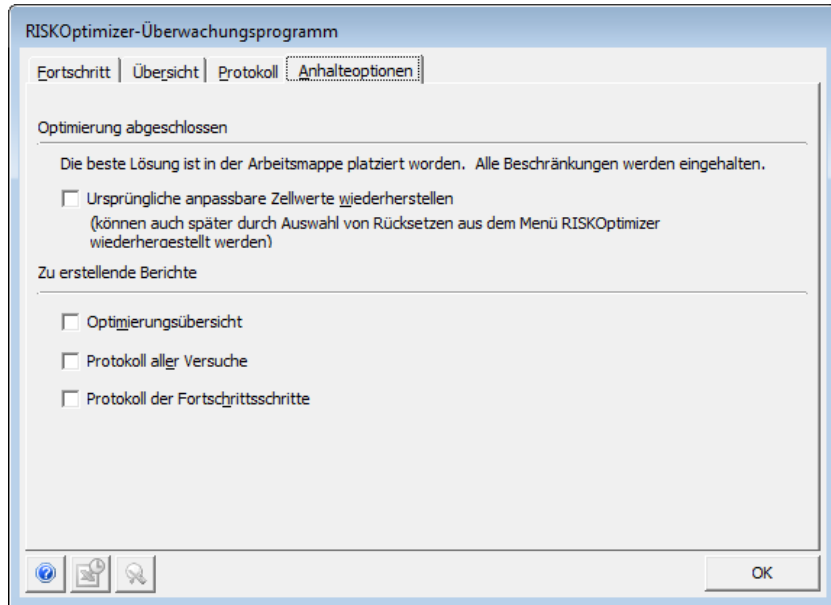 RISKOptimizer-Überwachungsprogramm
Fortschritt Übersicht Protokoll Anhalteoptionen
Optimierung abgeschlossen
Die beste Lösung ist in der Arbeitsmappe platziert worden. Alle Beschränkungen werden eingehalten.
Ursprüngliche anpassbare Zellwerte wiederherstellen
(können auch später durch Auswahl von Rücksetzen aus dem Menü RISKOptimizer
wiederhergestellt werden)
Zu erstellende Berichte
Optimierungsübersicht
Protokoll aller Versuche
Protokoll der Fortschrittsschritte
OK